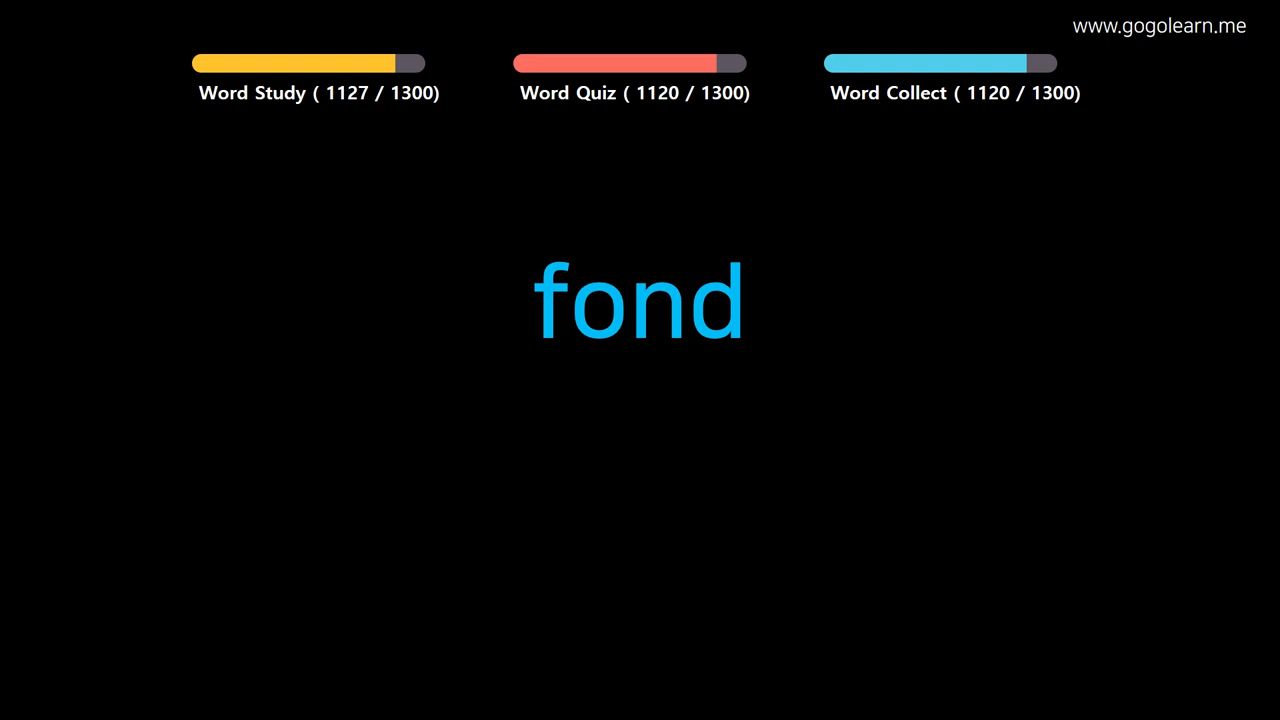 www.gogolearn.me
Word Study ( 1127 / 1300)
Word Quiz ( 1120 / 1300)
Word Collect ( 1120 / 1300)
fond